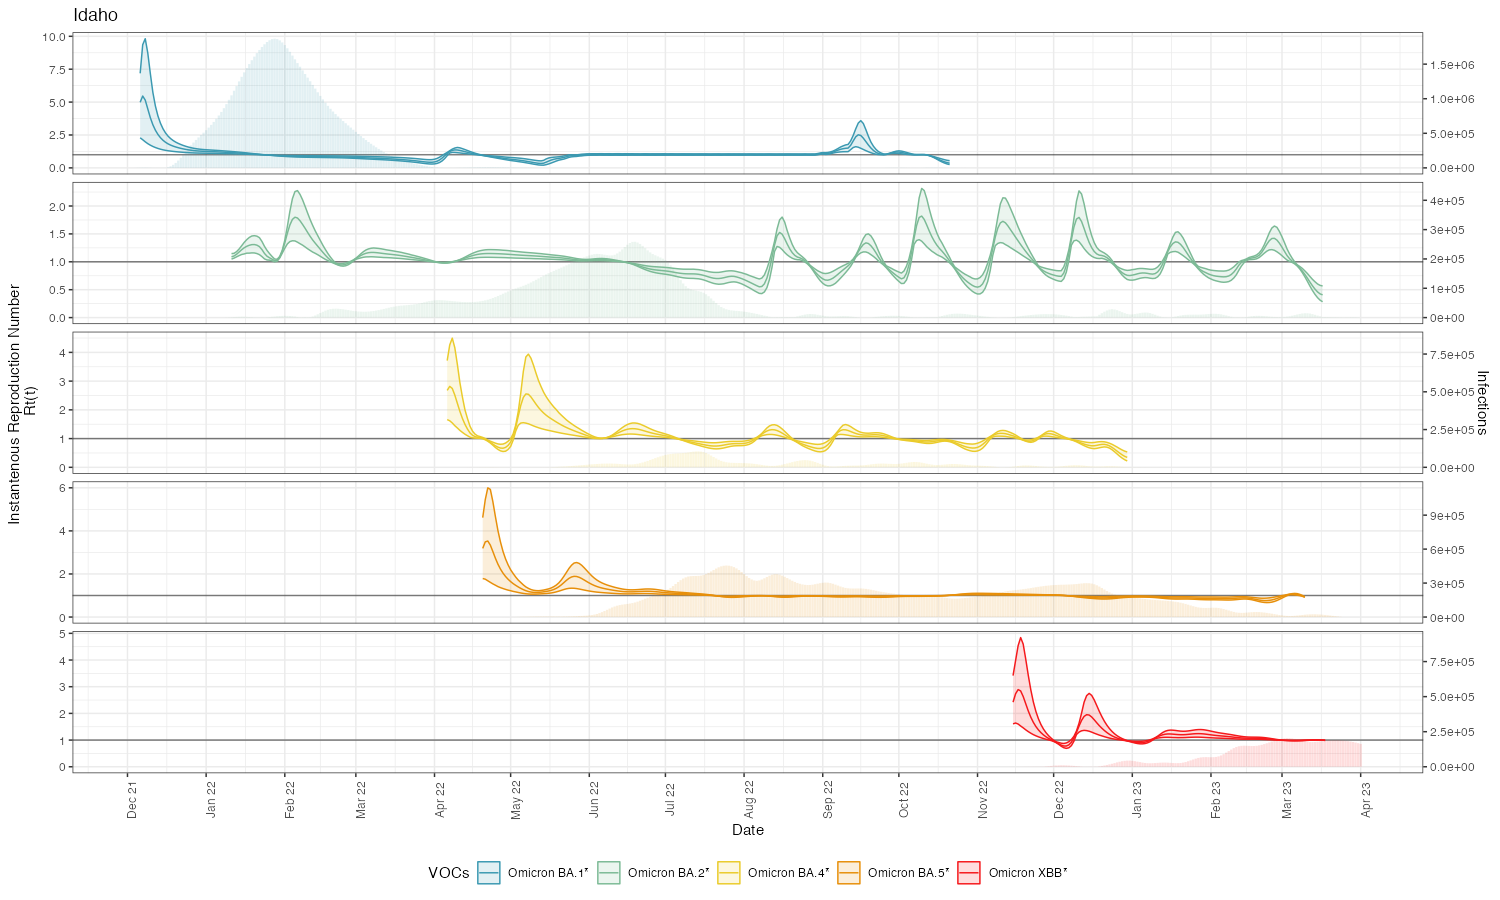 Idaho
10.0
7.5
5.0
2.5
0.0
1.5e+06
1.0e+06
5.0e+05
0.0e+00
2.0
1.5
1.0
0.5
0.0
4e+05
3e+05
2e+05
1e+05
0e+00
4
3
2
1
0
7.5e+05
5.0e+05
2.5e+05
0.0e+00
6
4
2
0
9e+05
6e+05
3e+05
0e+00
5
4
3
2
1
0
7.5e+05
5.0e+05
2.5e+05
0.0e+00
Instantenous Reproduction Number
Rt(t)
Infections
Dec 21
Jan 22
Feb 22
Mar 22
Apr 22
May 22
Jun 22
Jul 22
Aug 22
Sep 22
Oct 22
Nov 22
Dec 22
Jan 23
Feb 23
Mar 23
Apr 23
Date
VOCs Omicron BA.1* Omicron BA.2* Omicron BA.4* Omicron BA.5* Omicron XBB*